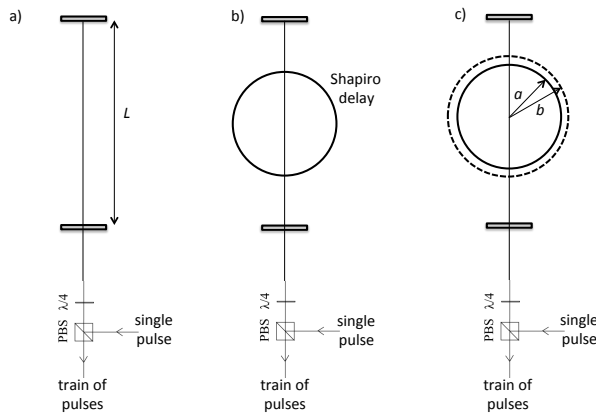 a)
L
λ/4
PBS
single
pulse
train of
pulses
b)
Shapiro
delay
λ/4
PBS
single
pulse
train of
pulses
c)
a
b
λ/4
PBS
single
pulse
train of
pulses